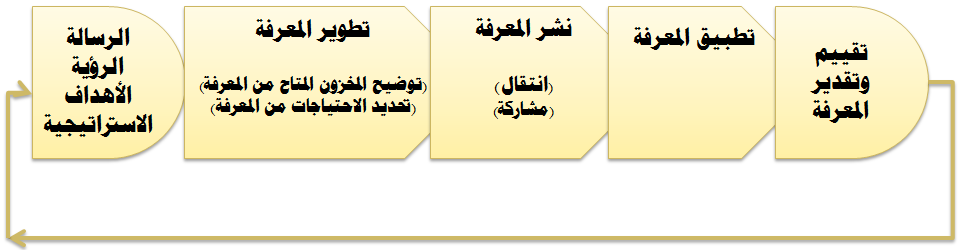 الرسالة
الرؤية
الأهداف
الاستراتيجية
تطوير المعرفة
(توضيح المخزون المتاح من المعرفة)
(تحديد الاحتياجات من المعرفة)
نشر المعرفة
(انتقال)
(مشاركة)
تطبيق المعرفة
تقييم
وتقدير
المعرفة